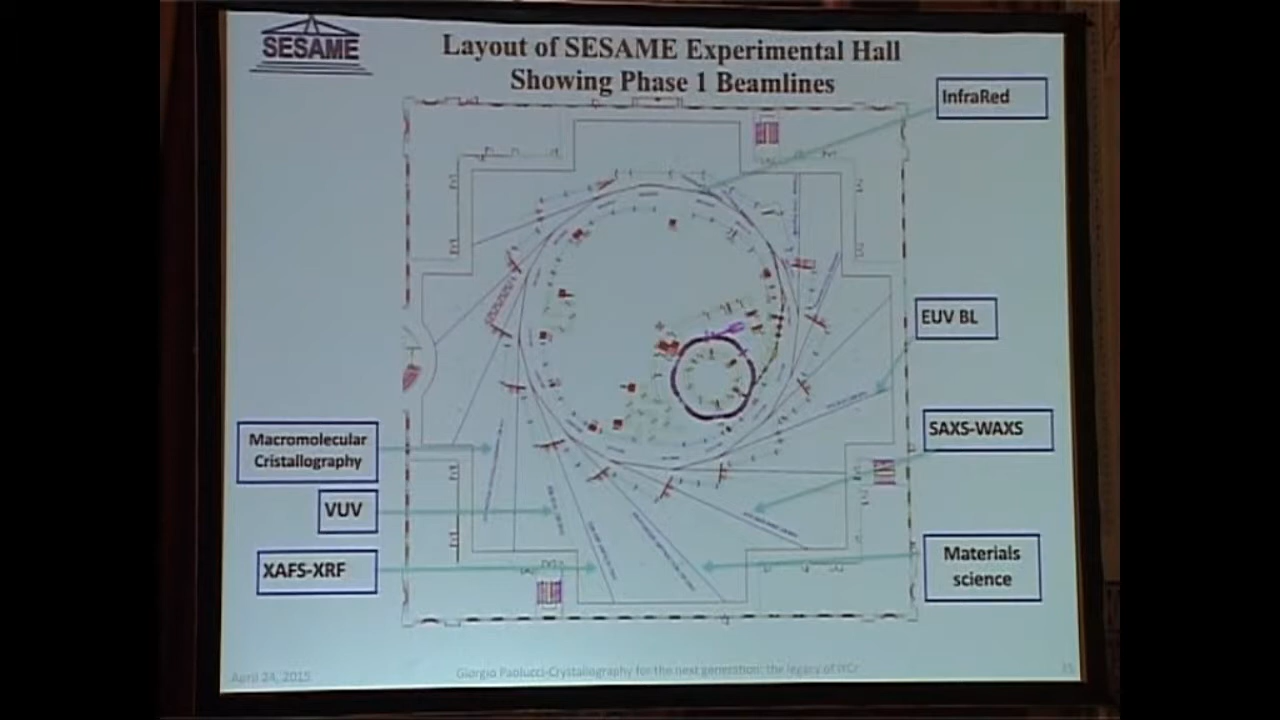 SESAME
Layout of SESAME Experimental Hall
Showing Phase 1 Beamlines
InfraRed
EUV BL
SAXS-WAXS
Macromolecular
Cristallography
VUV
XAFS-XRF
Materials
science
April 24, 2015
Giorgio Paolucci-Crystallography for the next generation: the legacy of IYCr